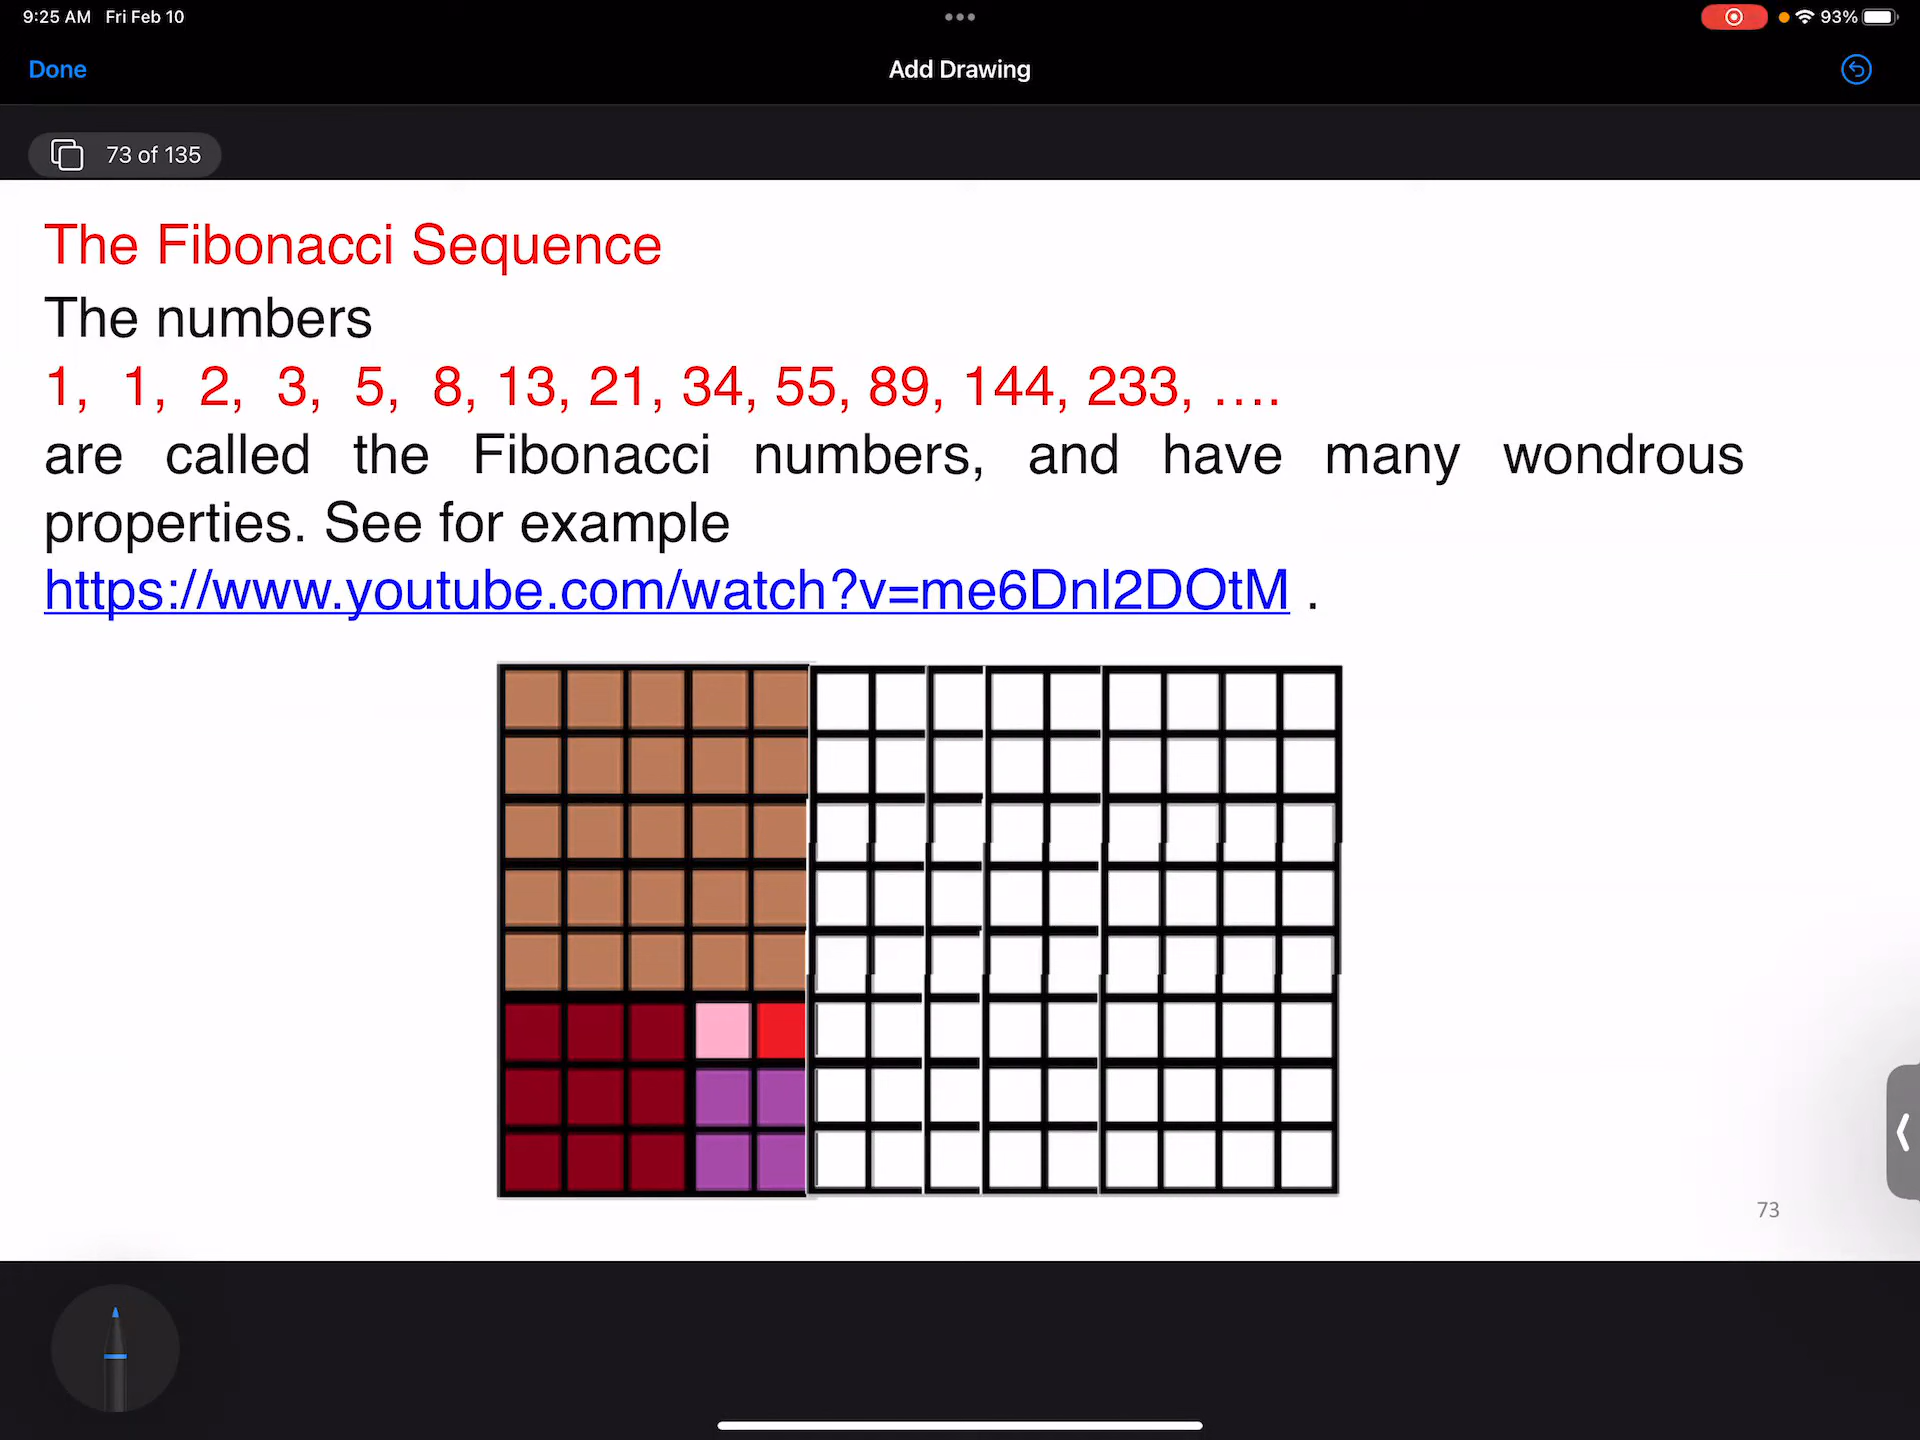 9:25 AM Fri Feb 10
93%
Done
Add Drawing
73 of 135
The Fibonacci Sequence
The numbers
1, 1, 2, 3, 5, 8, 13, 21, 34, 55, 89, 144, 233, ....
are called the Fibonacci numbers, and have many wondrous
properties. See for example
https://www.youtube.com/watch?v=me6Dnl2DOtM .
73